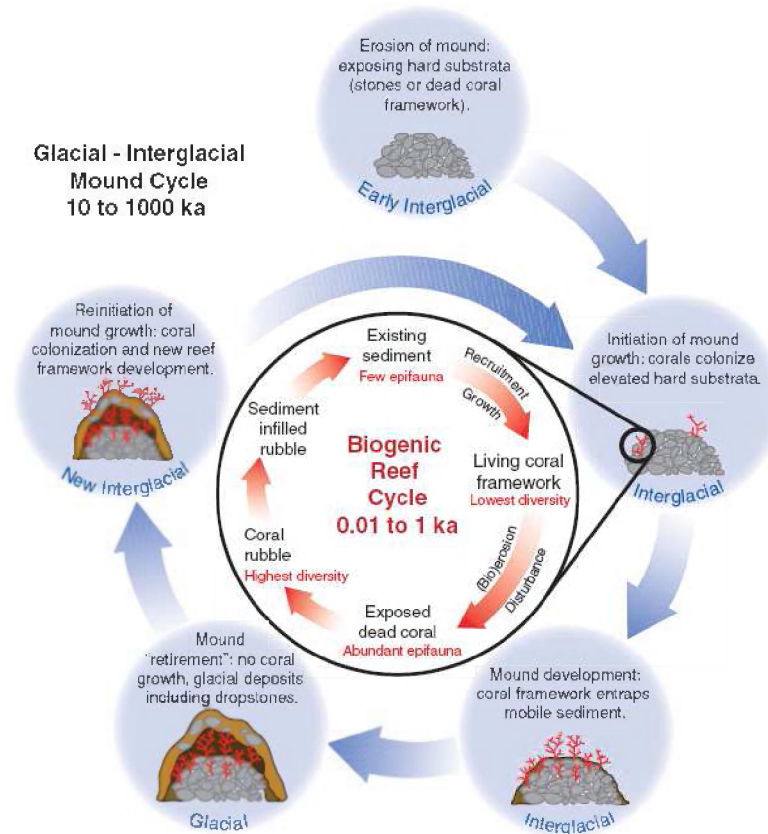 Erosion of mound:
exposing hard substrata
(stones or dead coral
framework).
Early Interglacial
Glacial - Interglacial
Mound Cycle
10 to 1000 ka
Reinitiation of
mound growth: coral
colonization and new reef
framework development.
New Interglacial
Initiation of mound
growth: corals colonize
elevated hard substrata.
Interglacial
Existing
sediment
Few epifauna
Recruitment
Growth
Living coral
framework
Lowest diversity
(Bio)erosion
Disturbance
Exposed
dead coral
Abundant epifauna
Coral
rubble
Highest diversity
Sediment
infilled
rubble
Biogenic
Reef
Cycle
0.01 to 1 ka
Mound development:
coral framework entraps
mobile sediment.
Interglacial
Mound
"retirement": no coral
growth, glacial deposits
including dropstones.
Glacial